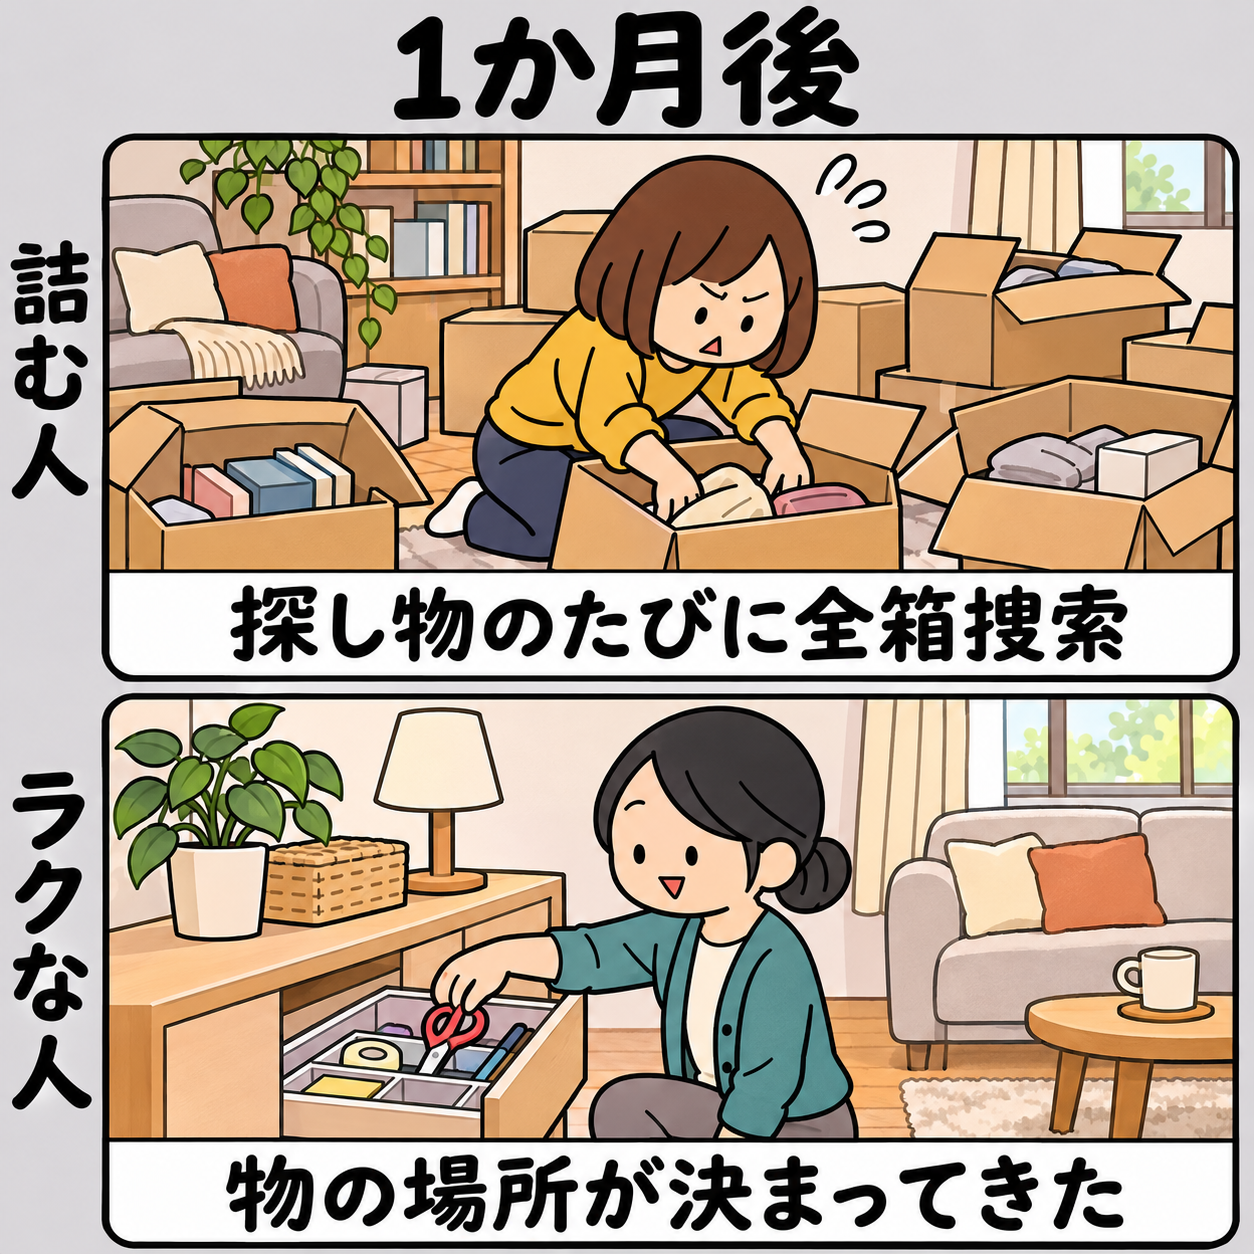 1か月後
詰む人
探し物のたびに全箱捜索
ラクな人
物の場所が決まってきた